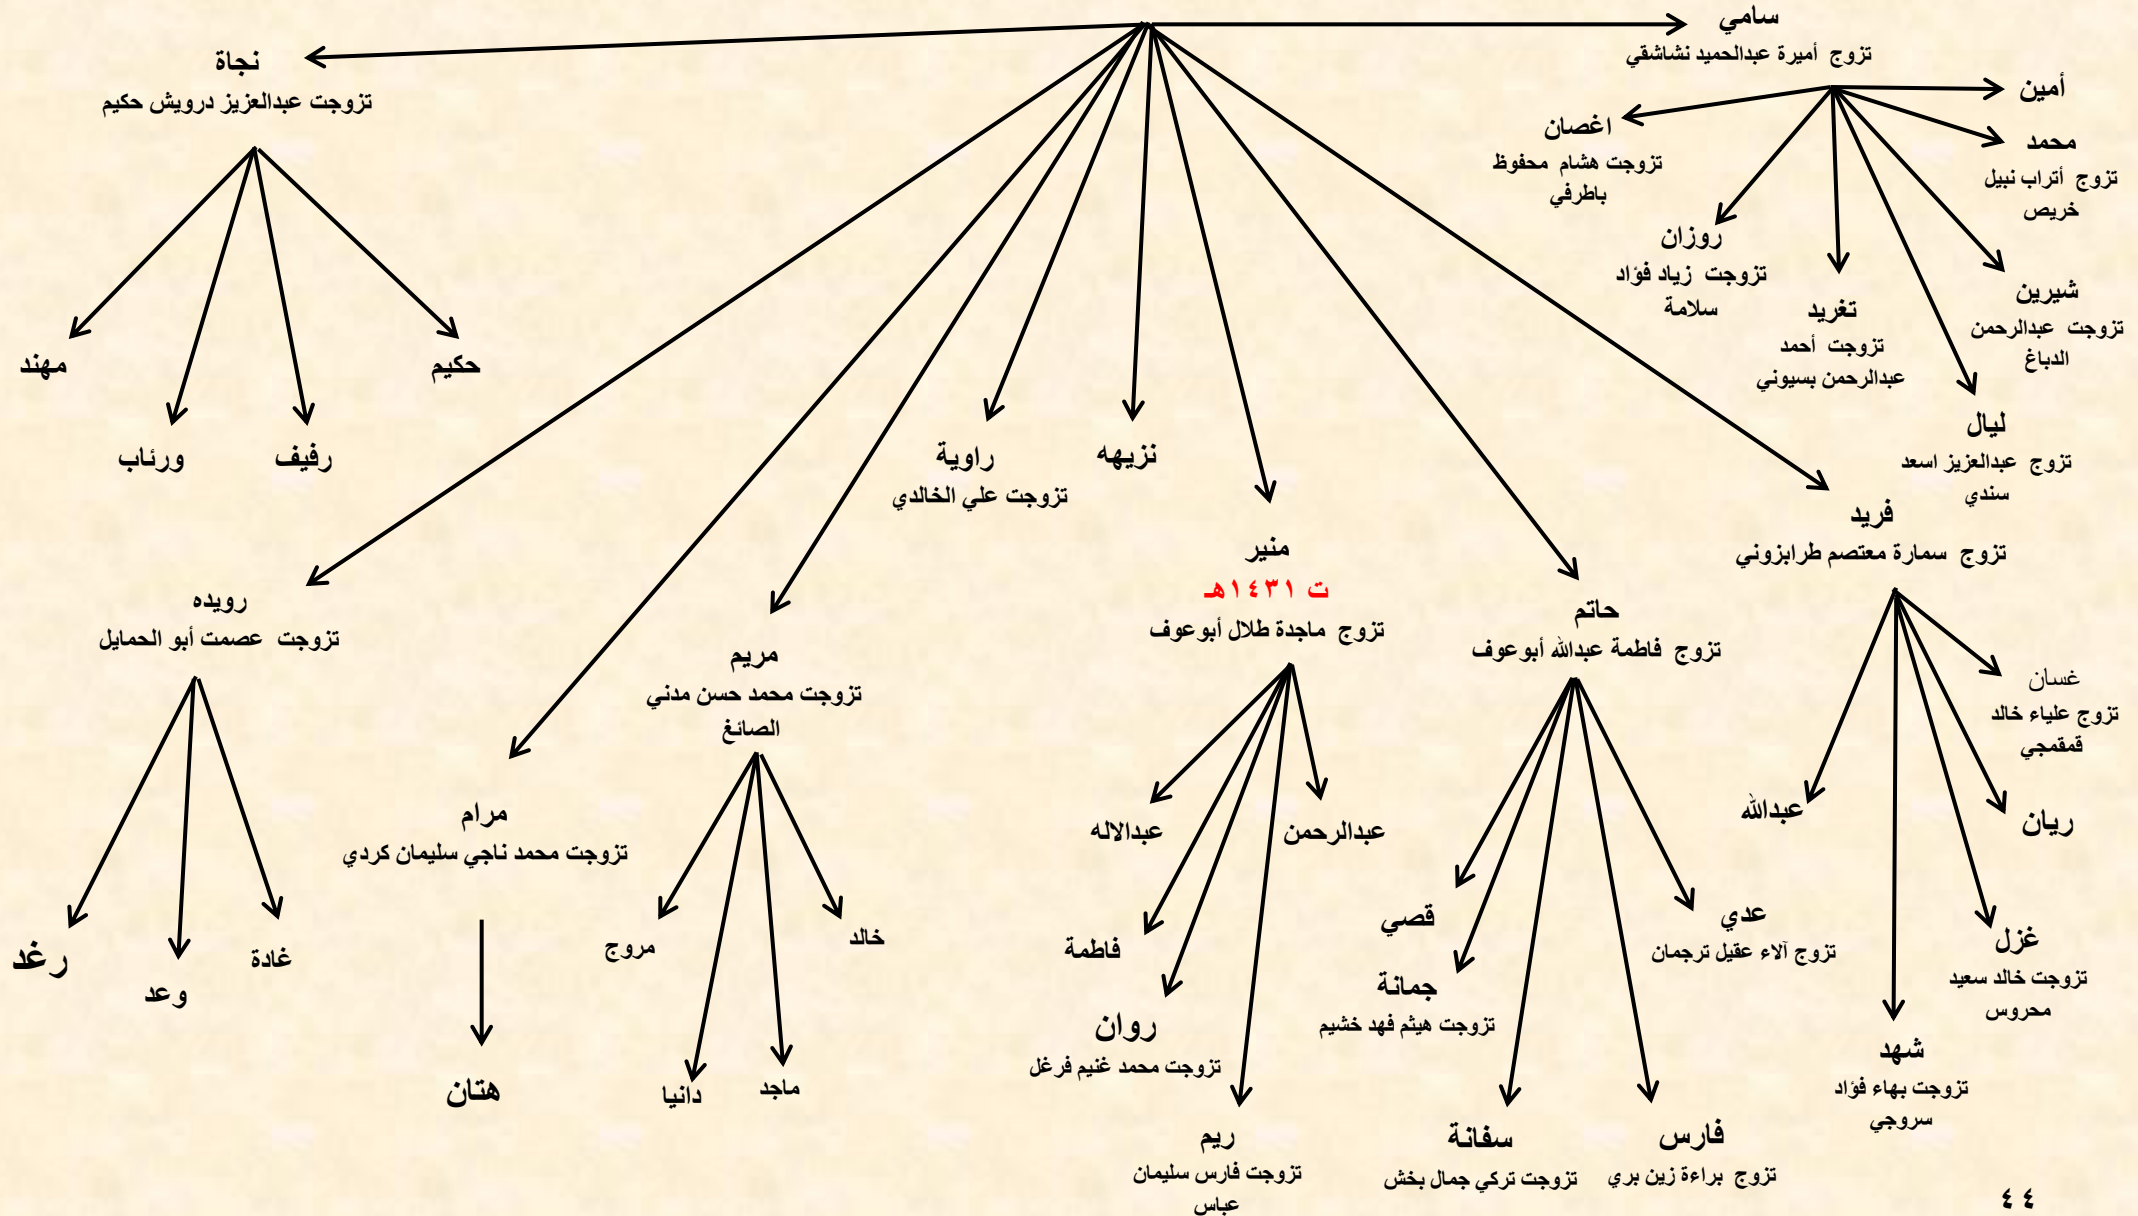 سامي
تزوج أميرة عبدالحميد نشاشقي
أمين
محمد
تزوج أتراب نبيل
خريص
شيرين
تزوجت عبدالرحمن
الدباغ
ليال
تزوج عبدالعزيز اسعد
سندي
تغريد
تزوجت أحمد
عبدالرحمن بسيوني
روزان
تزوجت زياد فؤاد
سلامة
اغصان
تزوجت هشام محفوظ
باطرفي
فريد
تزوج سمارة معتصم طرابزوني
غسان
تزوج علياء خالد
قمقمجي
ريان
غزل
تزوجت خالد سعيد
محروس
شهد
تزوجت بهاء فؤاد
سروجي
عبدالله
حاتم
تزوج فاطمة عبدالله أبوعوف
عدي
تزوج آلاء عقيل ترجمان
فارس
تزوج براءة زين بري
سفانة
تزوجت تركي جمال بخش
جمانة
تزوجت هيثم فهد خشيم
قصي
منير
ت ١٤٣١هـ
تزوج ماجدة طلال أبوعوف
عبدالرحمن
ريم
تزوجت فارس سليمان
عباس
روان
تزوجت محمد غنيم فرغل
فاطمة
عبدالاله
نزيهه
راوية
تزوجت علي الخالدي
مريم
تزوجت محمد حسن مدني
الصائغ
خالد
ماجد
دانيا
مروج
مرام
تزوجت محمد ناجي سليمان كردي
هتان
رويده
تزوجت عصمت أبو الحمايل
غادة
وعد
رغد
نجاة
تزوجت عبدالعزيز درويش حكيم
حكيم
رفيف
ورئاب
مهند
٤٤